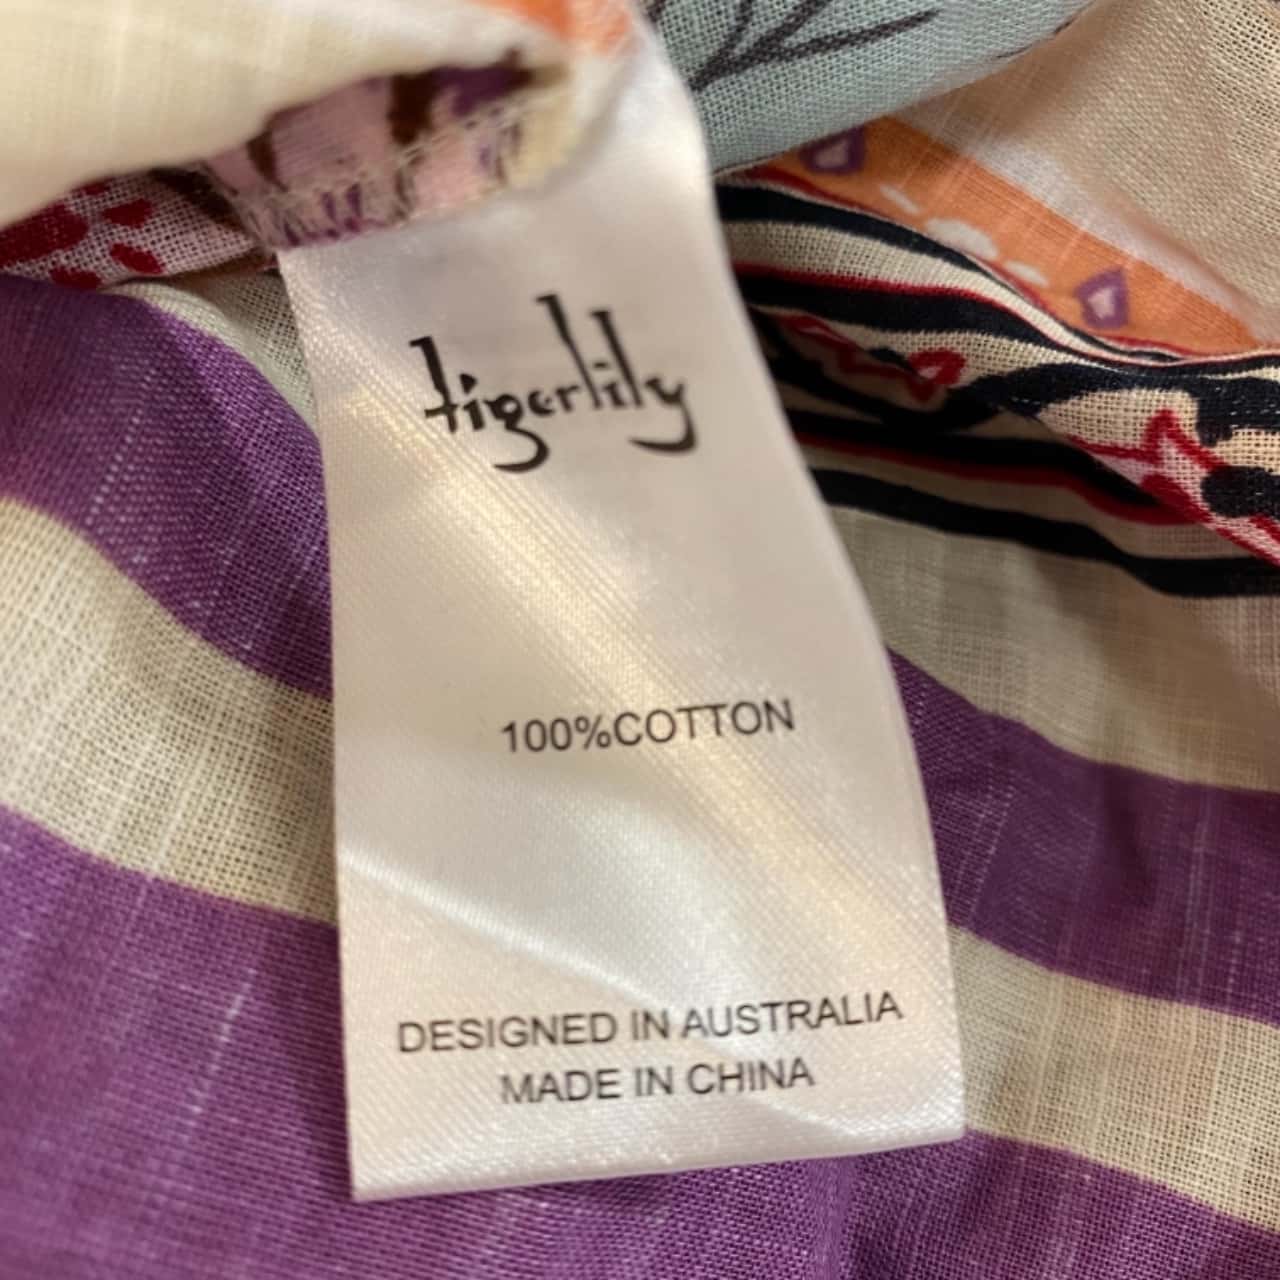 tigerlily
100%COTTON
DESIGNED IN AUSTRALIA
MADE IN CHINA